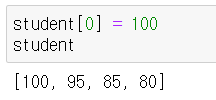 student[0] = 100
student
[100, 95, 85, 80]